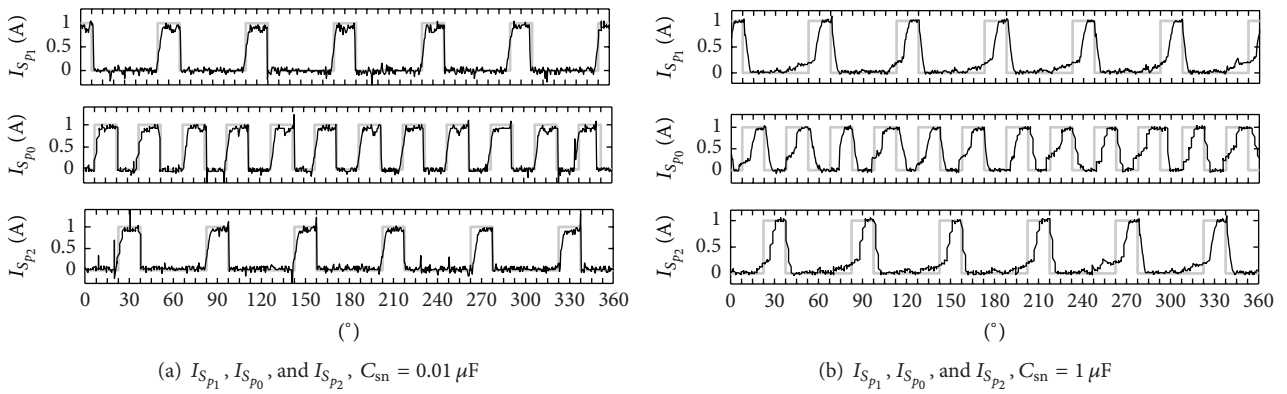 I_{S_{p_1}} (A)
1
0.5
0
I_{S_{p_0}} (A)
1
0.5
0
I_{S_{p_2}} (A)
1
0.5
0
0 30 60 90 120 150 180 210 240 270 300 330 360
(°)
(a) I_{S_{p_1}}, I_{S_{p_0}}, and I_{S_{p_2}}, C_{sn} = 0.01 μF
I_{S_{p_1}} (A)
1
0.5
0
I_{S_{p_0}} (A)
1
0.5
0
I_{S_{p_2}} (A)
1
0.5
0
0 30 60 90 120 150 180 210 240 270 300 330 360
(°)
(b) I_{S_{p_1}}, I_{S_{p_0}}, and I_{S_{p_2}}, C_{sn} = 1 μF